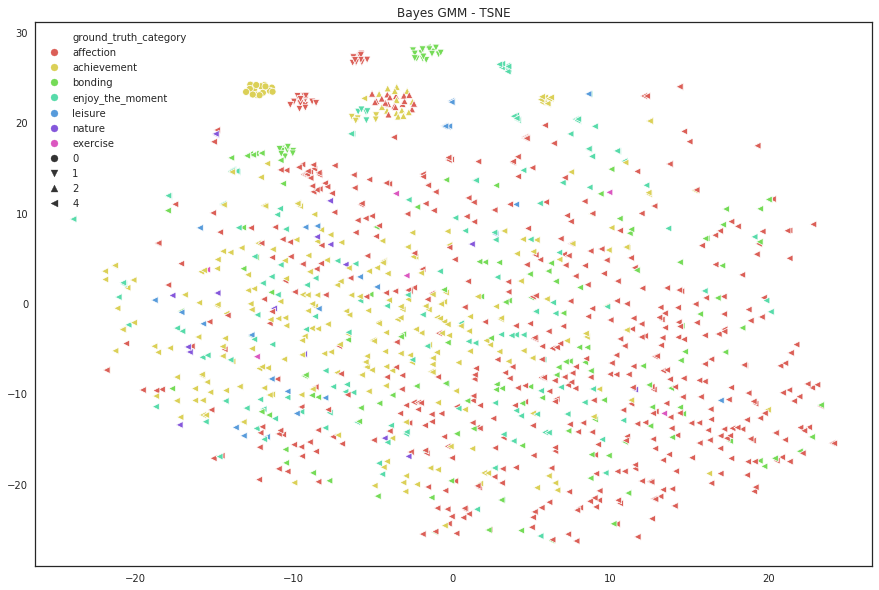 Bayes GMM - TSNE
ground_truth_category
affection
achievement
bonding
enjoy_the_moment
leisure
nature
exercise
0
1
2
4
30
20
10
0
−10
−20
−20
−10
0
10
20